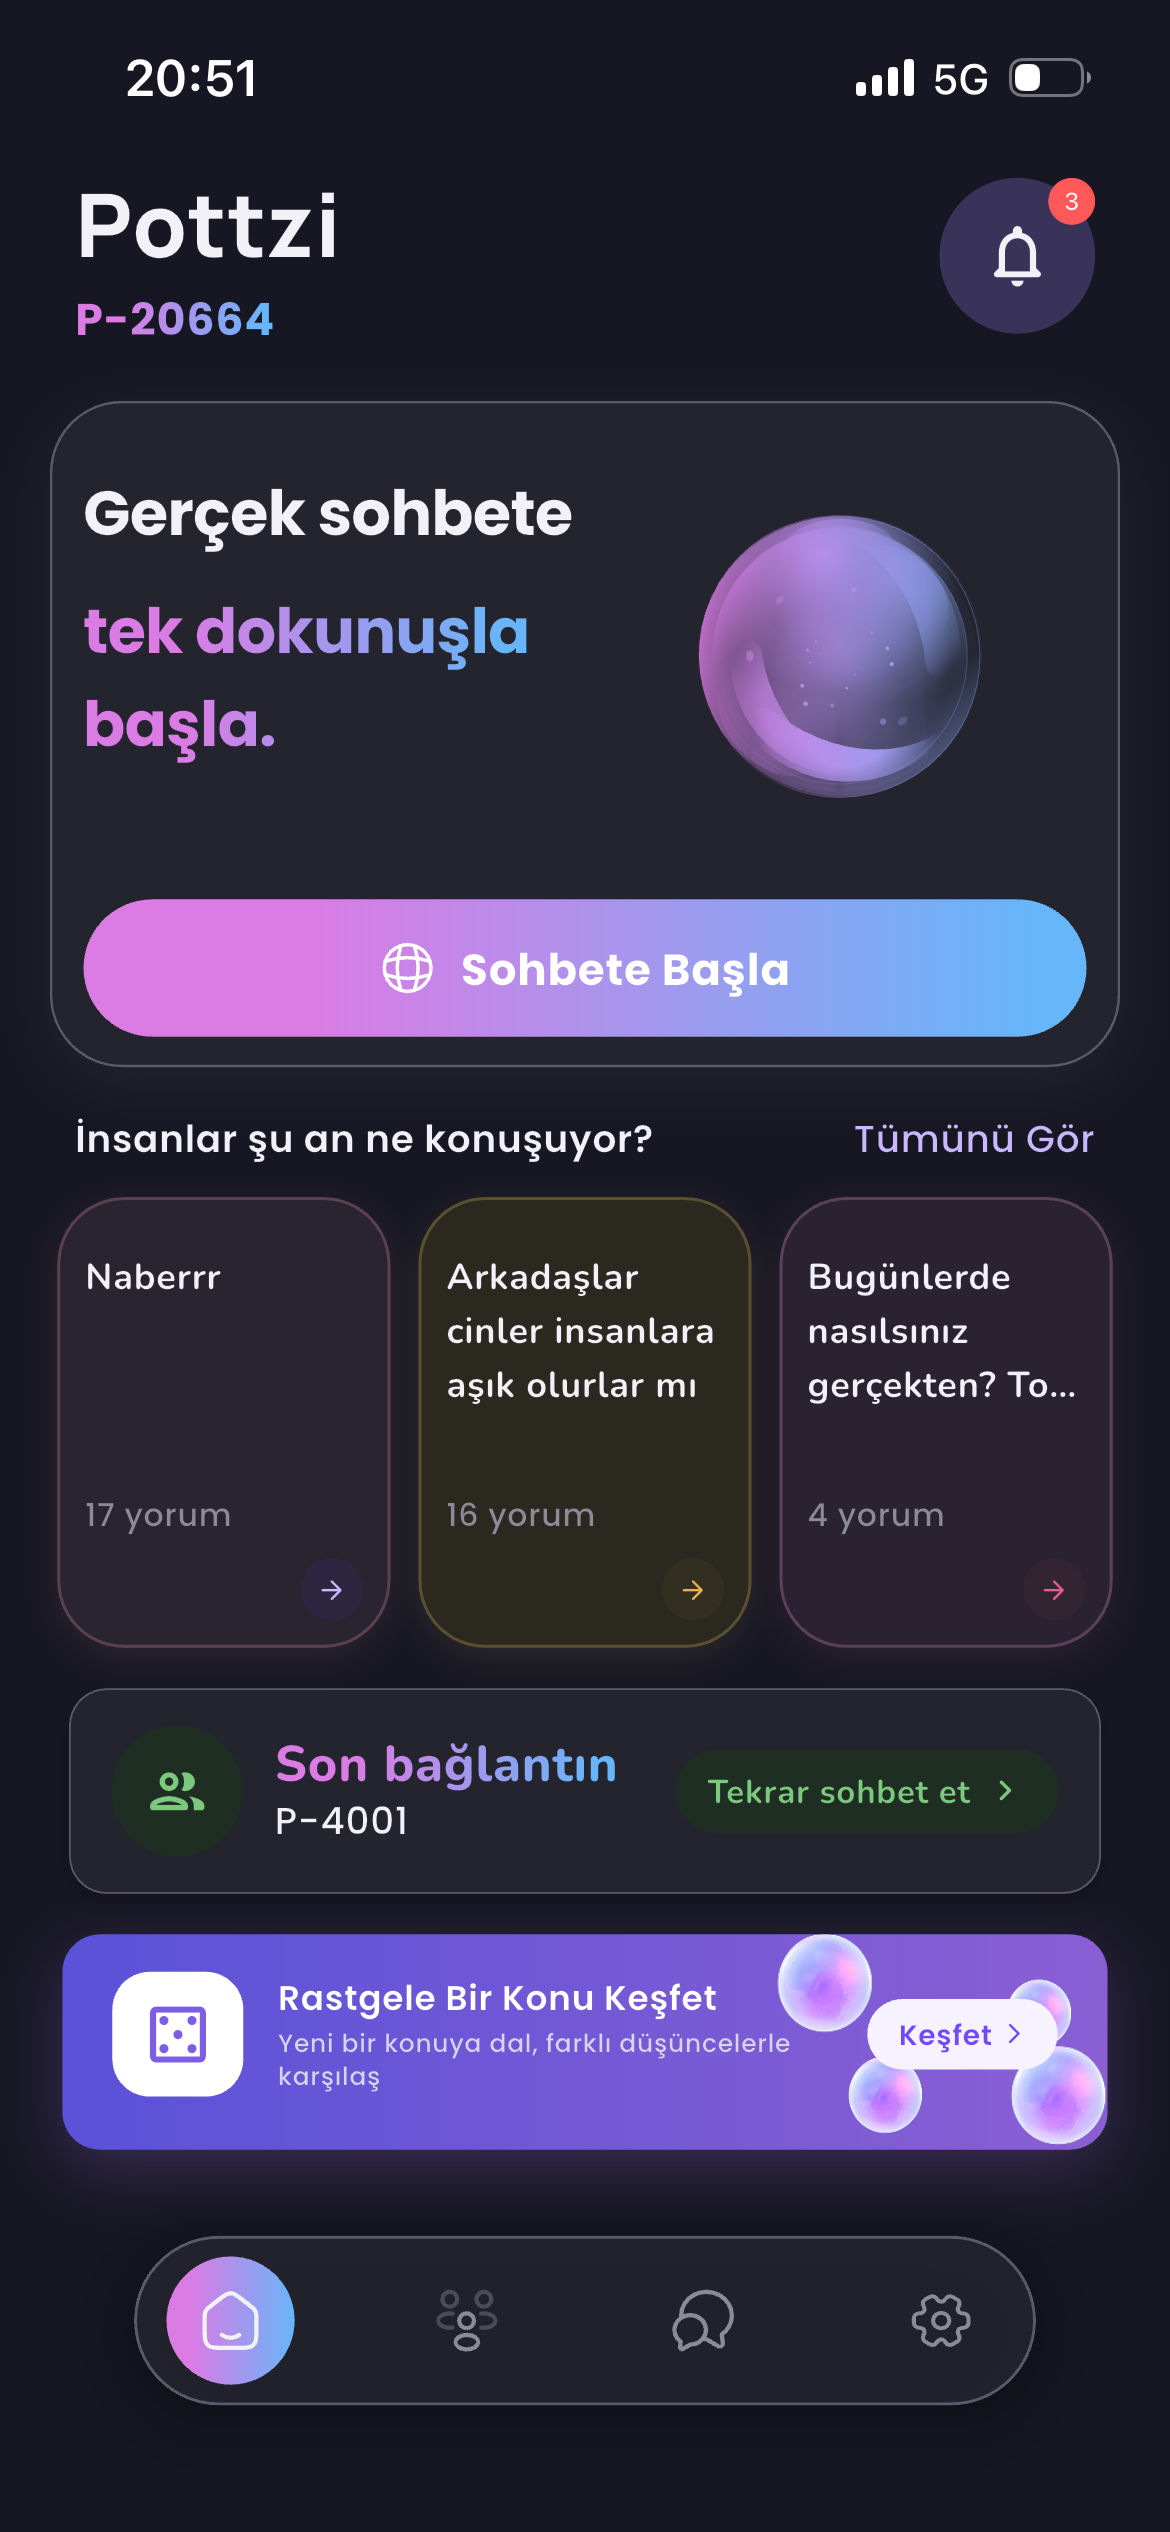 20:51
5G
Pottzi
3
P-20664
Gerçek sohbete
tek dokunuşla
başla.
Sohbete Başla
İnsanlar şu an ne konuşuyor?
Tümünü Gör
Naberrr
17 yorum
Arkadaşlar
cinler insanlara
aşık olurlar mı
16 yorum
Bugünlerde
nasılsınız
gerçekten? To...
4 yorum
Son bağlantın
P-4001
Tekrar sohbet et
Rastgele Bir Konu Keşfet
Yeni bir konuya dal, farklı düşüncelerle
karşılaş
Keşfet